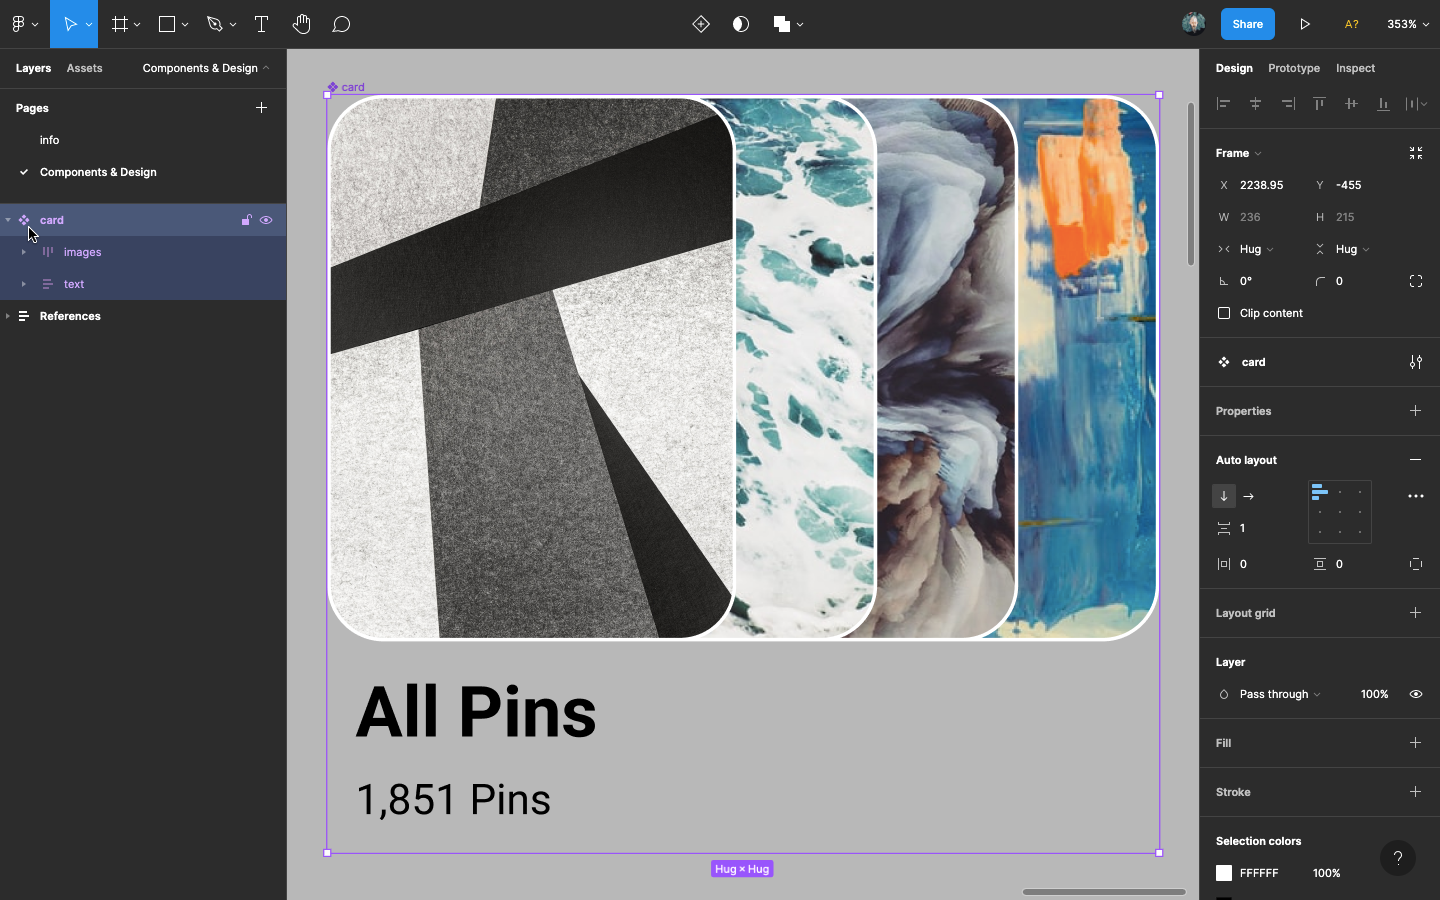 Share
A?
353%
Layers
Assets
Components & Design
Pages
info
Components & Design
card
images
text
References
card
All Pins
1,851 Pins
Hug × Hug
Design
Prototype
Inspect
Frame
X 2238.95 Y -455
W 236 H 215
Hug Hug
0° 0
Clip content
card
Properties
Auto layout
1
0 0
Layout grid
Layer
Pass through 100%
Fill
Stroke
Selection colors
FFFFFF 100%
?